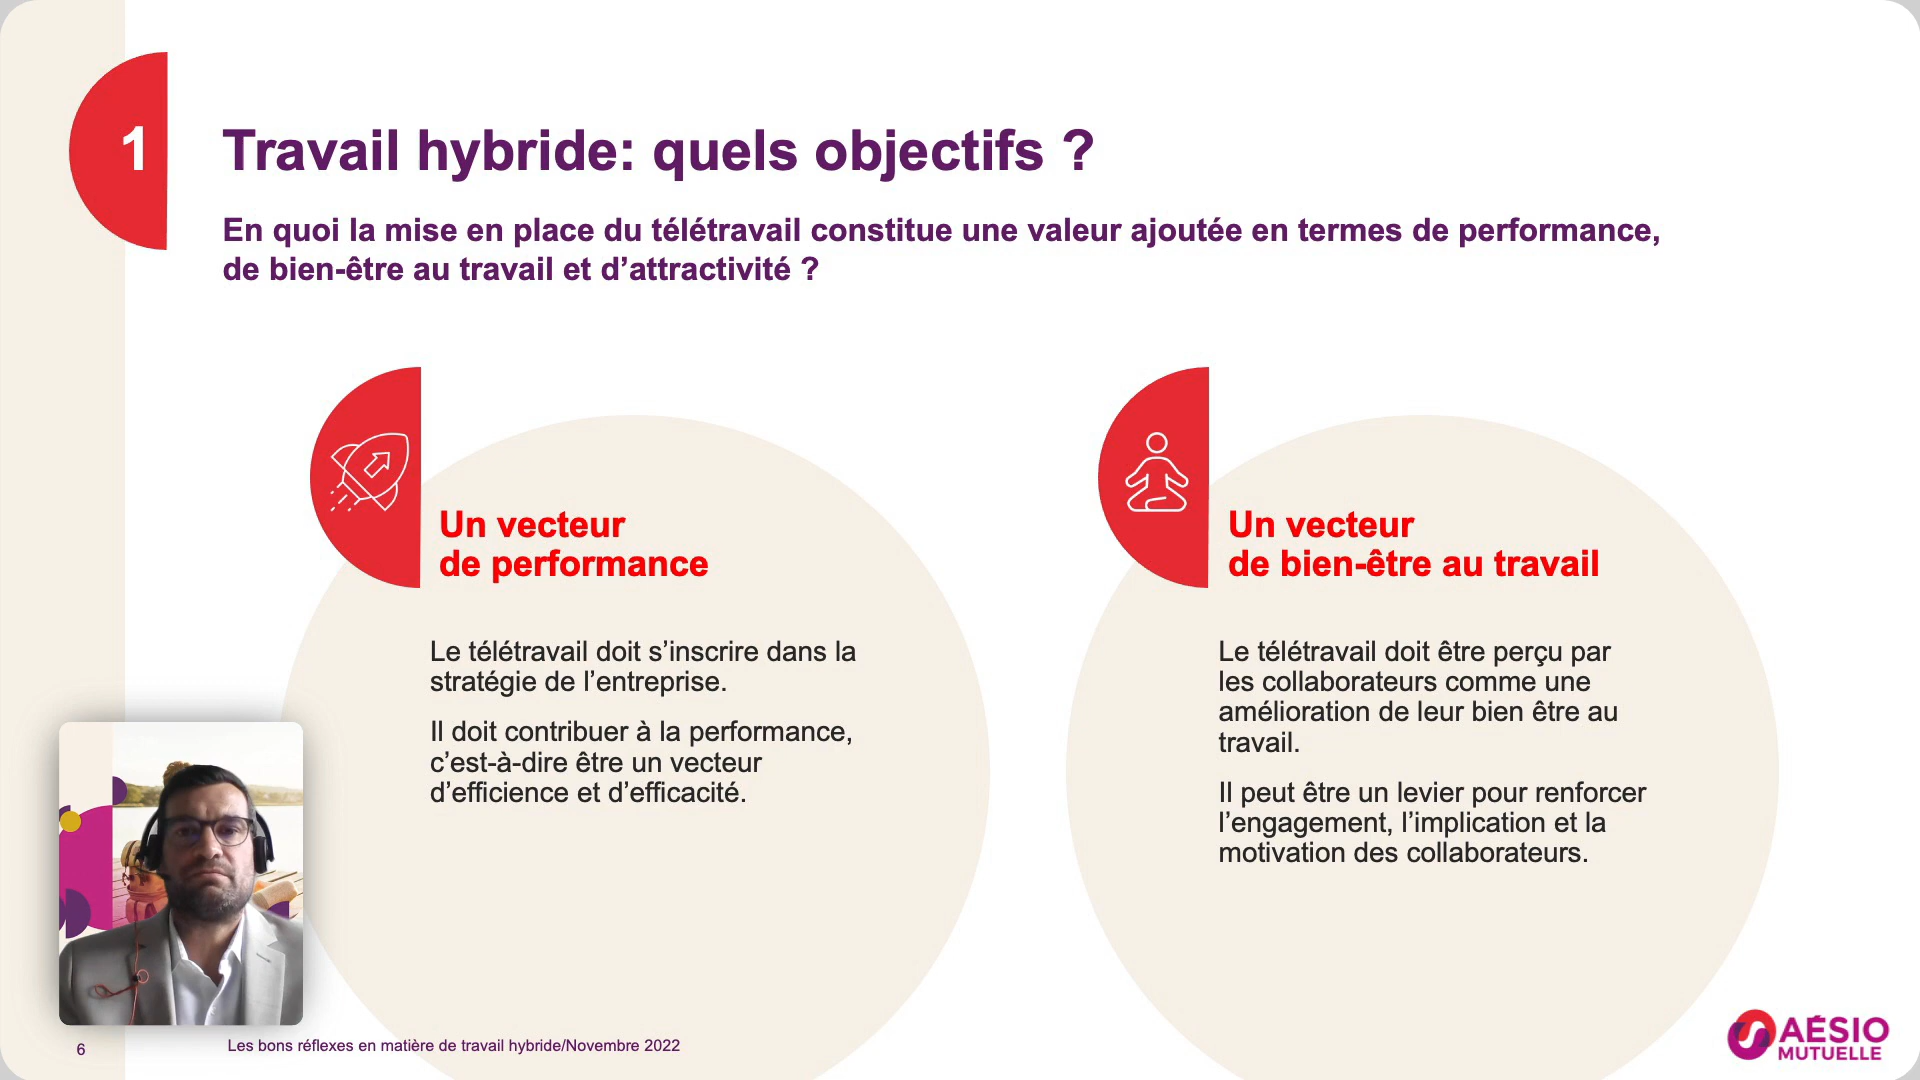 1
Travail hybride: quels objectifs ?
En quoi la mise en place du télétravail constitue une valeur ajoutée en termes de performance,
de bien-être au travail et d’attractivité ?
Un vecteur
de performance
Le télétravail doit s’inscrire dans la
stratégie de l’entreprise.
Il doit contribuer à la performance,
c’est-à-dire être un vecteur
d’efficience et d’efficacité.
Un vecteur
de bien-être au travail
Le télétravail doit être perçu par
les collaborateurs comme une
amélioration de leur bien être au
travail.
Il peut être un levier pour renforcer
l’engagement, l’implication et la
motivation des collaborateurs.
6
Les bons réflexes en matière de travail hybride/Novembre 2022
AÉSIO
MUTUELLE